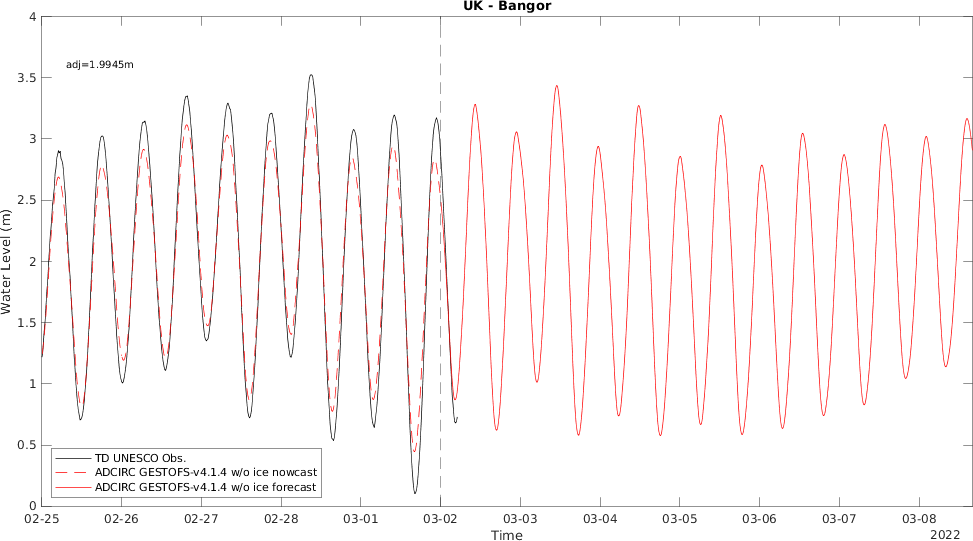 UK - Bangor
adj=1.9945m
Water Level (m)
4
3.5
3
2.5
2
1.5
1
0.5
0
TD UNESCO Obs.
ADCIRC GESTOFS-v4.1.4 w/o ice nowcast
ADCIRC GESTOFS-v4.1.4 w/o ice forecast
02-25 02-26 02-27 02-28 03-01 03-02 03-03 03-04 03-05 03-06 03-07 03-08
Time
2022